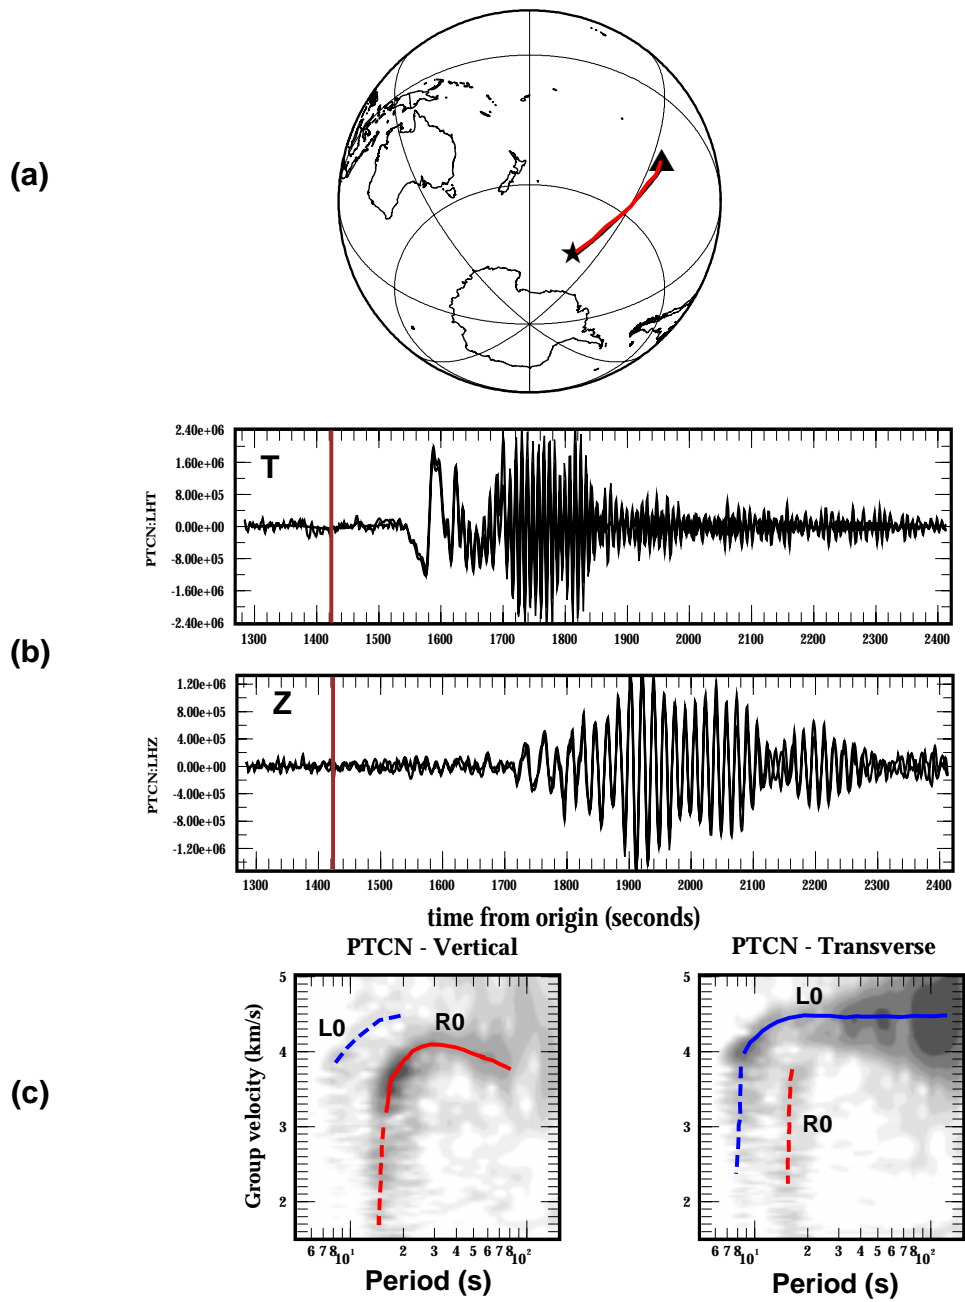 (a)
(b)
2.40e+06
1.60e+06
8.00e+05
0.00e+00
-8.00e+05
-1.60e+06
-2.40e+06
PTCN:LHT
T
1300 1400 1500 1600 1700 1800 1900 2000 2100 2200 2300 2400
1.20e+06
8.00e+05
4.00e+05
0.00e+00
-4.00e+05
-8.00e+05
-1.20e+06
PTCN:LHZ
Z
1300 1400 1500 1600 1700 1800 1900 2000 2100 2200 2300 2400
time from origin (seconds)
(c)
PTCN - Vertical
Group velocity (km/s)
5
4
3
2
L0
R0
6 7 8 10¹ 2 3 4 5 6 7 8 10²
Period (s)
PTCN - Transverse
5
4
3
2
L0
R0
6 7 8 10¹ 2 3 4 5 6 7 8 10²
Period (s)